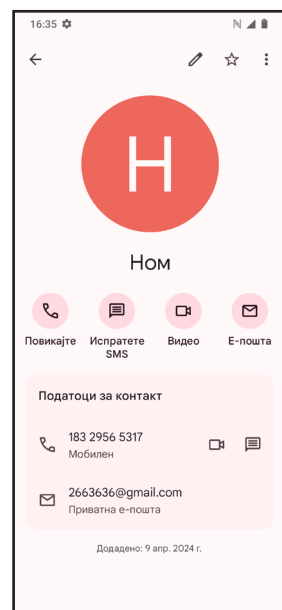 16:35
H
Ном
Повикајте
Испратете SMS
Видео
Е-пошта
Податоци за контакт
183 2956 5317
Мобилен
2663636@gmail.com
Приватна е-пошта
Додадено: 9 апр. 2024 г.